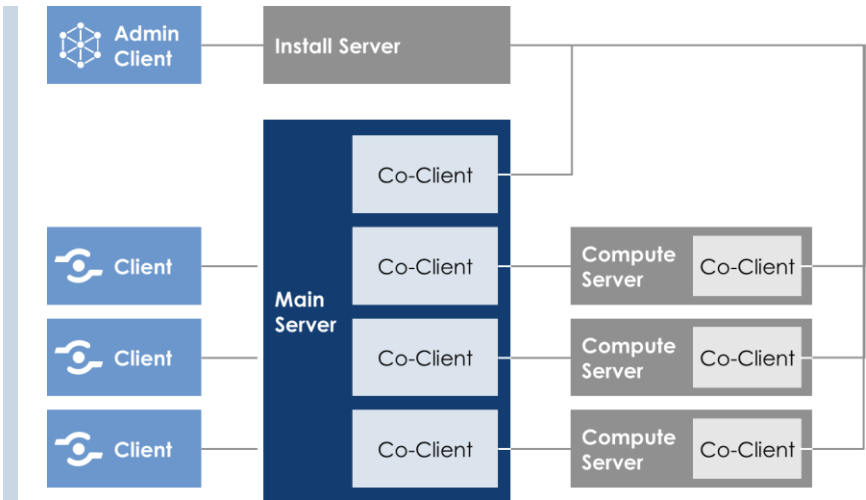 Admin
Client
Install Server
Co-Client
Client
Co-Client
Compute
Server
Co-Client
Main
Server
Client
Co-Client
Compute
Server
Co-Client
Client
Co-Client
Compute
Server
Co-Client